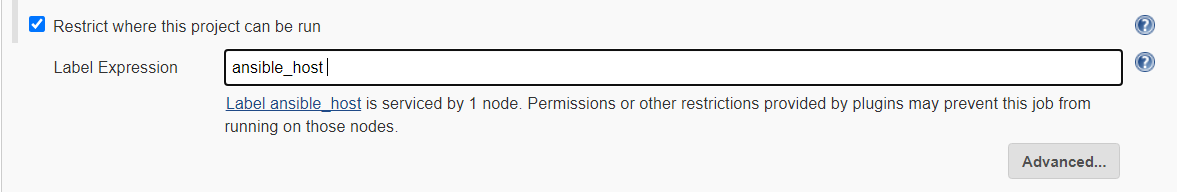 Restrict where this project can be run
?
Label Expression ansible_host
?
Label ansible_host is serviced by 1 node. Permissions or other restrictions provided by plugins may prevent this job from
running on those nodes.
Advanced...